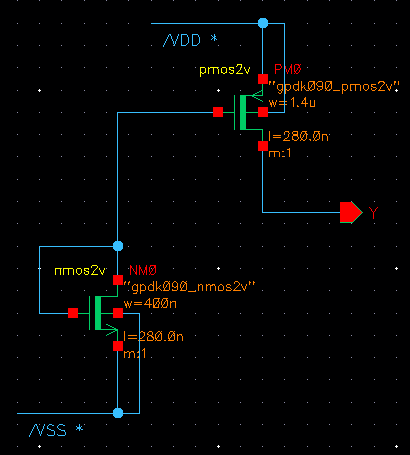 /VDD *
pmos2v PM0
"gpdk090_pmos2v"
w=1.4u
l=280.0n
m:1
Y
nmos2v NM0
"gpdk090_nmos2v"
w=400n
l=280.0n
m:1
/VSS *